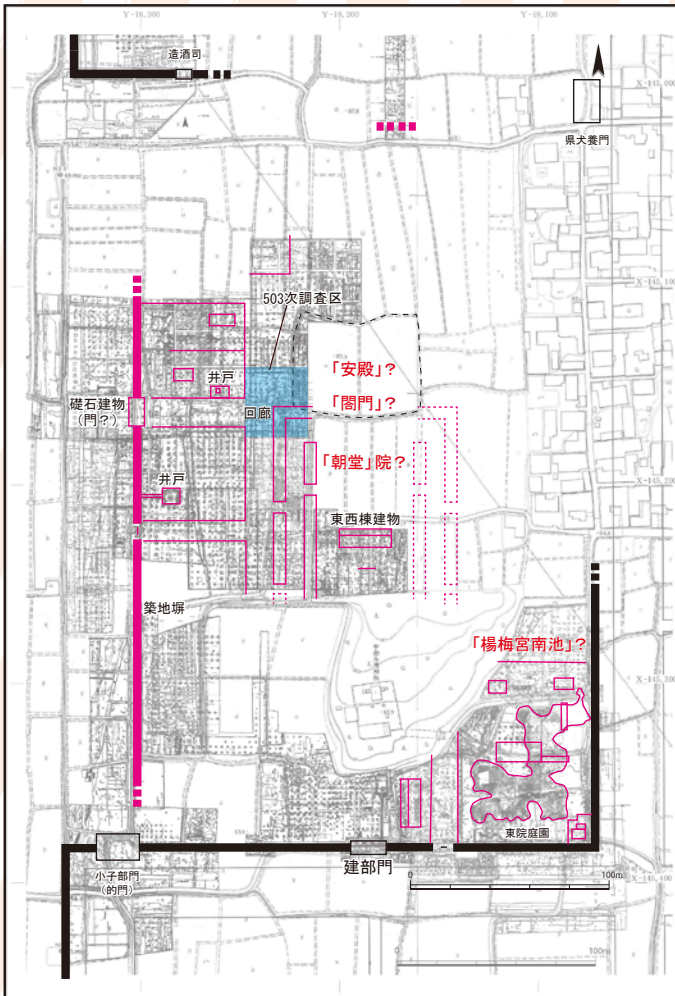 Y-18,300
Y-18,200
Y-18,100
造酒司
X-145,000
県犬養門
X-145,100
503次調査区
「安殿」?
井戸
「閤門」?
礎石建物
(門?)
回廊
「朝堂」院?
井戸
X-145,200
東西棟建物
築地塀
「楊梅宮南池」?
X-145,300
東院庭園
小子部門
(的門)
建部門
X-145,400
0
100m
0
100m